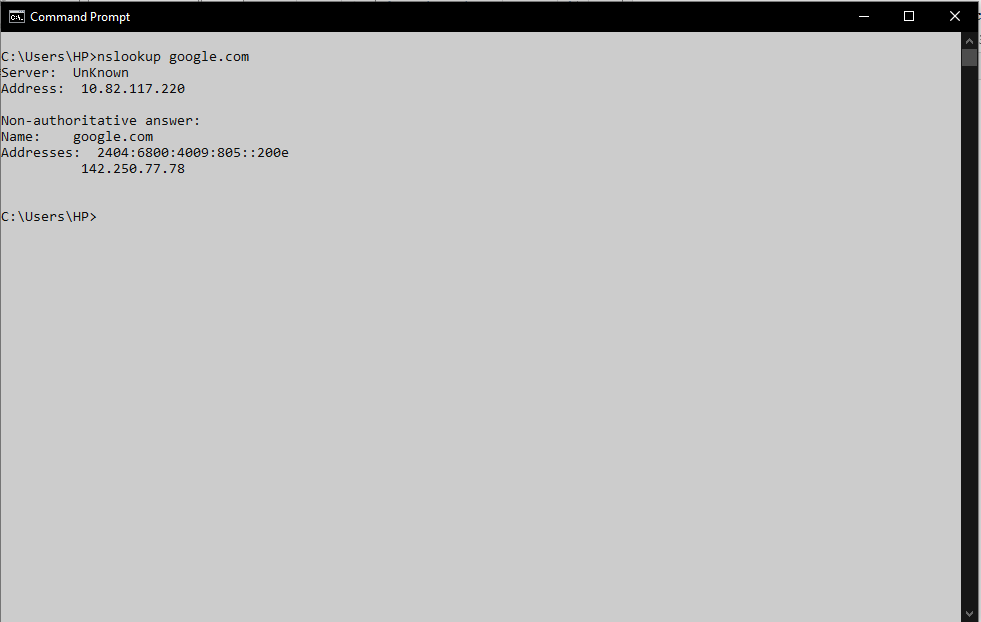 Command Prompt
C:\Users\HP>nslookup google.com
Server:  UnKnown
Address:  10.82.117.220
Non-authoritative answer:
Name:    google.com
Addresses:  2404:6800:4009:805::200e
          142.250.77.78
C:\Users\HP>